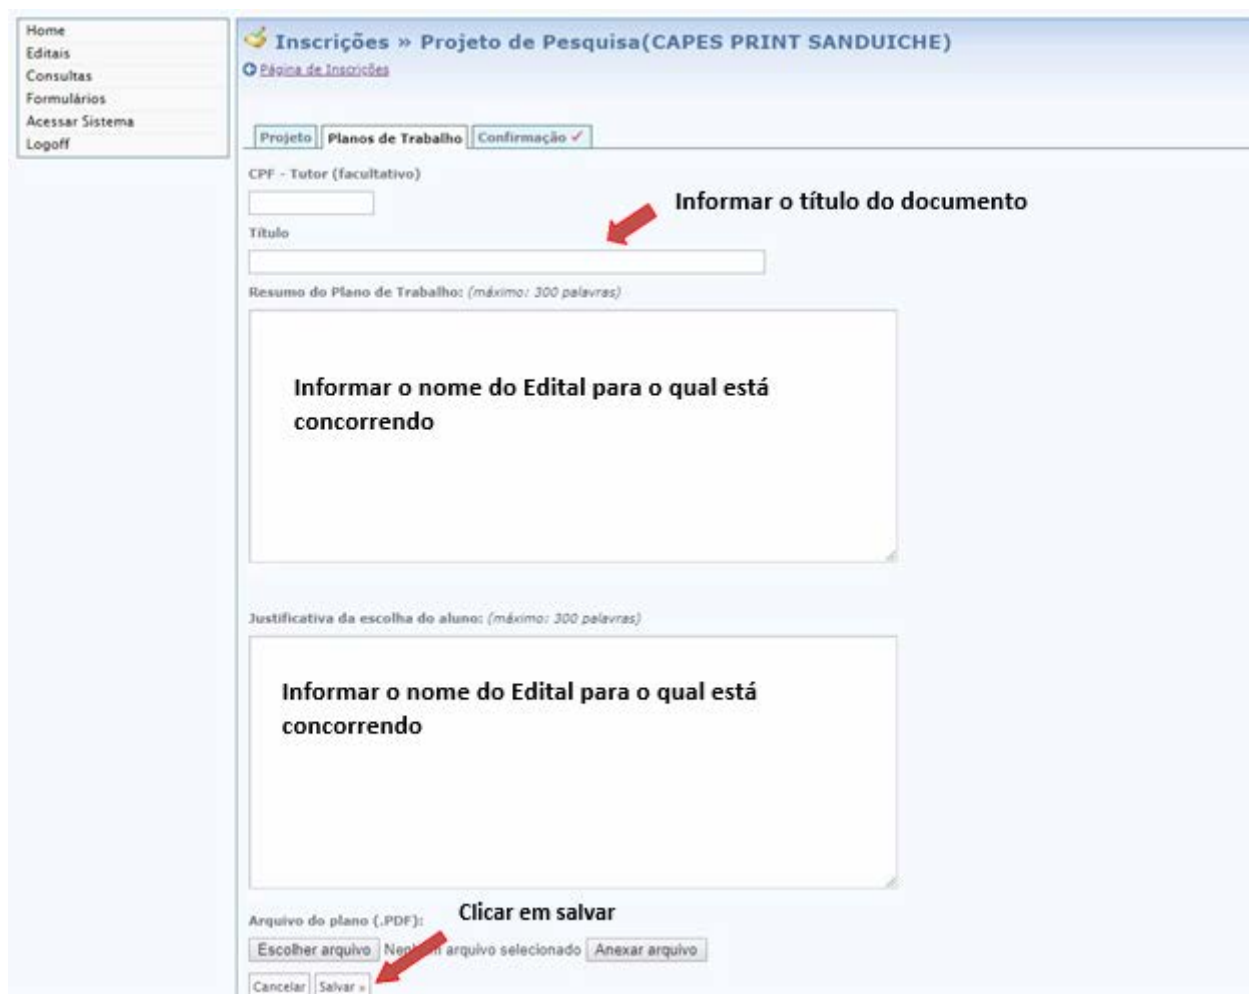 Home
Editais
Consultas
Formulários
Acessar Sistema
Logoff
Inscrições » Projeto de Pesquisa(CAPES PRINT SANDUICHE)
Página de Inscrições
Projeto Planos de Trabalho Confirmação ✓
CPF - Tutor (facultativo)
Informar o título do documento
Título
Resumo do Plano de Trabalho: (máximo: 300 palavras)
Informar o nome do Edital para o qual está
concorrendo
Justificativa da escolha do aluno: (máximo: 300 palavras)
Informar o nome do Edital para o qual está
concorrendo
Clicar em salvar
Arquivo do plano (.PDF):
Escolher arquivo Nenhum arquivo selecionado Anexar arquivo
Cancelar Salvar »